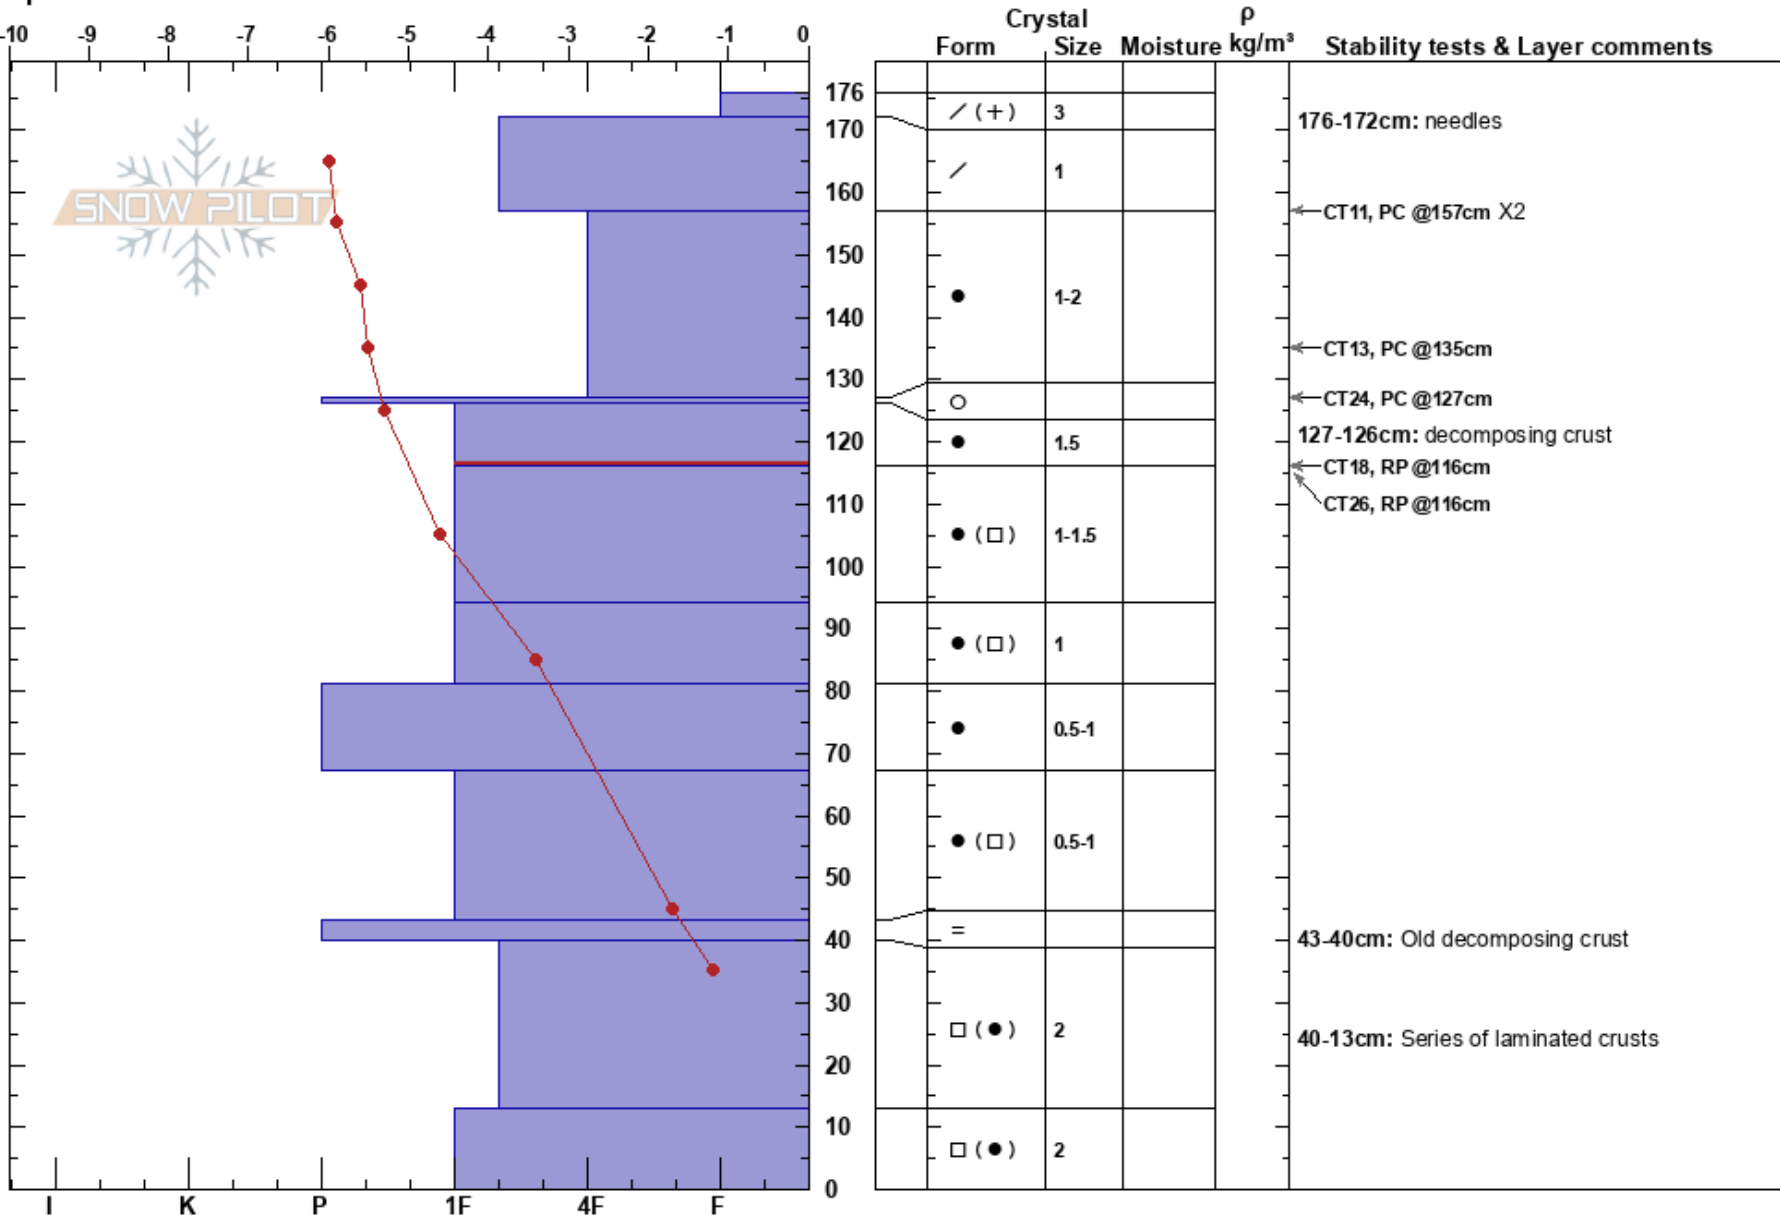 Crystal ρ
-10 -9 -8 -7 -6 -5 -4 -3 -2 -1 0 Form Size Moisture kg/m³ Stability tests & Layer comments
176
/ (+) 3
176-172cm: needles
170
/ 1
160
SNOW PILOT
CT11, PC @157cm X2
150
● 1-2
140
CT13, PC @135cm
130
○
CT24, PC @127cm
127-126cm: decomposing crust
120 ● 1.5
CT18, RP @116cm
110
CT26, RP @116cm
● (□) 1-1.5
100
90
● (□) 1
80
● 0.5-1
70
60
● (□) 0.5-1
50
=
40
43-40cm: Old decomposing crust
30
□ (●) 2
40-13cm: Series of laminated crusts
20
10
□ (●) 2
0
I K P 1F 4F F